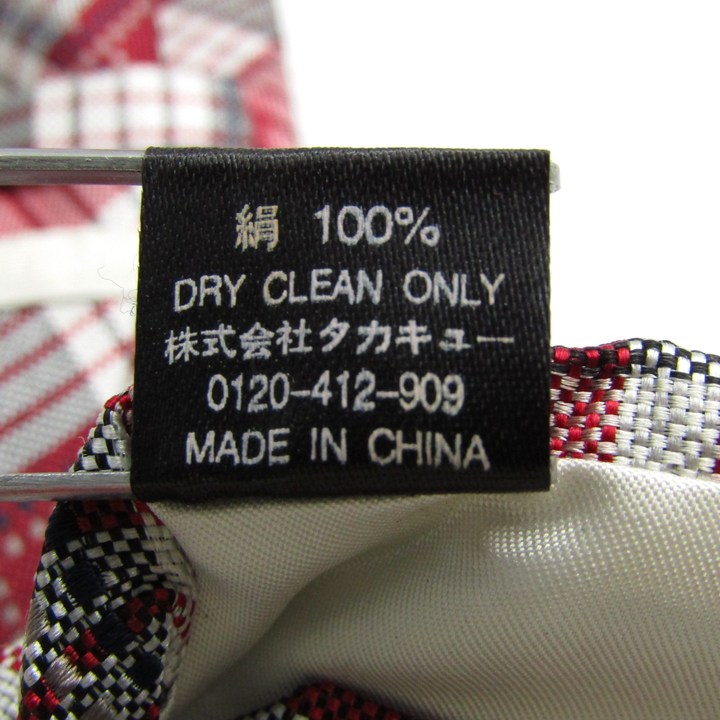 絹 100%
DRY CLEAN ONLY
株式会社タカキュー
0120-412-909
MADE IN CHINA